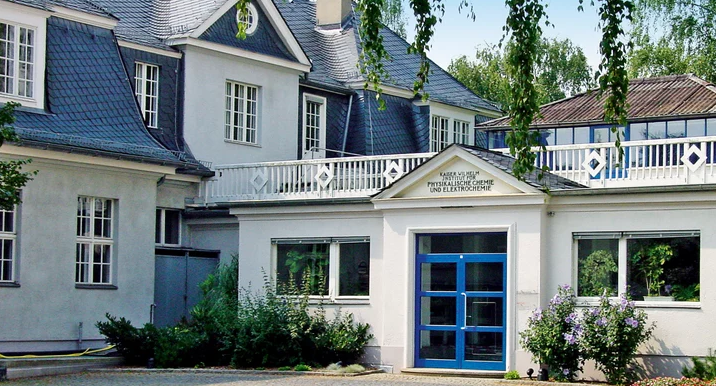 KAISER WILHELM
INSTITUT FÜR
PHYSIKALISCHE CHEMIE
UND ELEKTROCHEMIE